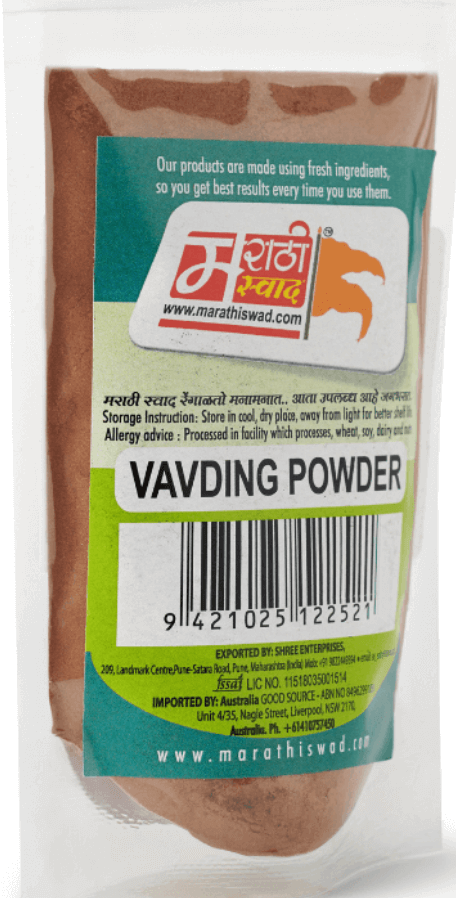 Our products are made using fresh ingredients,
so you get best results every time you use them.
मराठी
स्वाद
www.marathiswad.com
मराठी स्वाद रेंगाळतो मनामनात.. आता उपलब्ध आहे जगभरात.
Storage Instruction: Store in cool, dry place, away from light for better shelf
Allergy advice : Processed in facility which processes, wheat, soy, dairy and
VAVDING POWDER
9 421025 122521
EXPORTED BY: SHREE ENTERPRISES,
209, Landmark Centre,Pune-Satara Road, Pune, Maharashtra (India)
fssai LIC NO. 11518035001514
IMPORTED BY: Australia GOOD SOURCE - ABN NO
Unit 4/35, Nagle Street, Liverpool, NSW 2170,
Australia. Ph. +61410757450
www.marathiswad.com